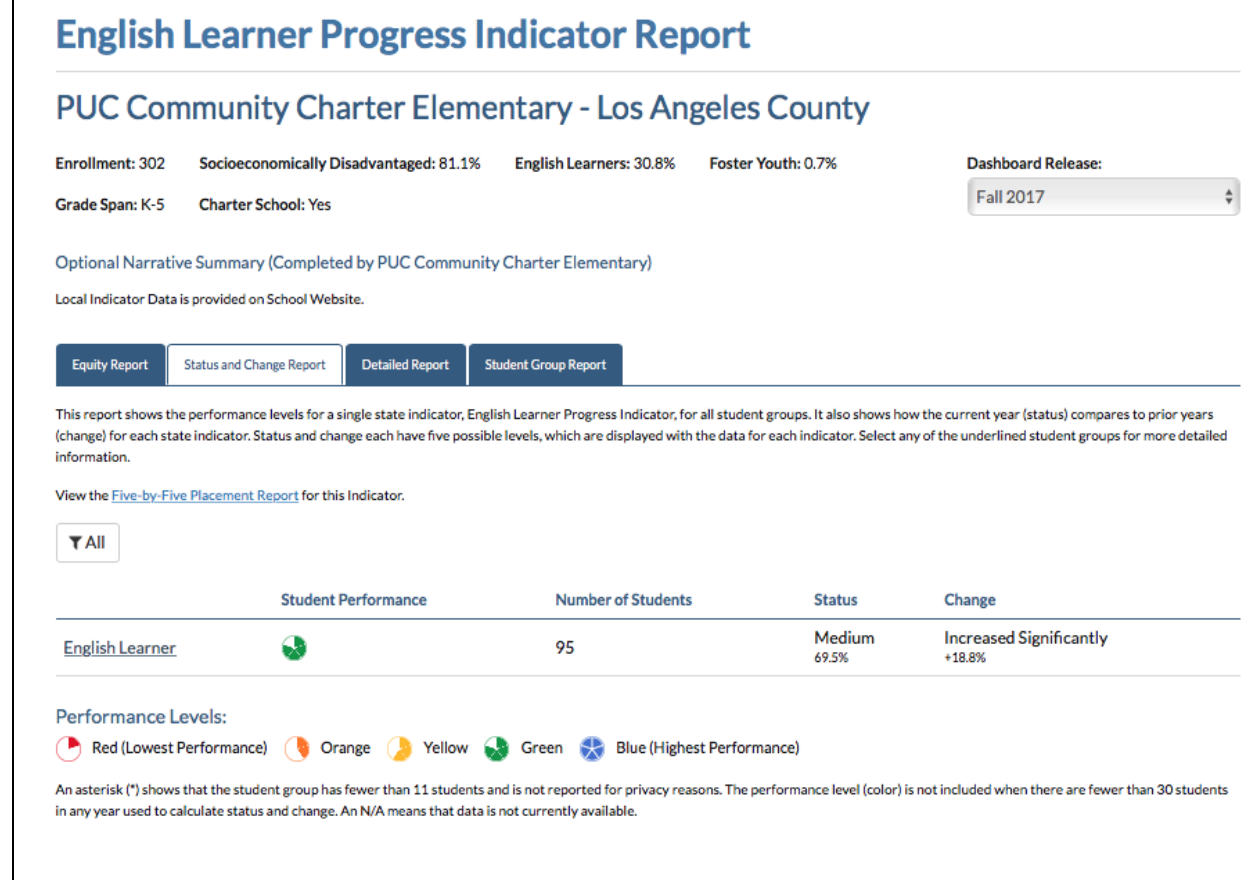 English Learner Progress Indicator Report
PUC Community Charter Elementary - Los Angeles County
Enrollment: 302 Socioeconomically Disadvantaged: 81.1% English Learners: 30.8% Foster Youth: 0.7% Dashboard Release:
Fall 2017
Grade Span: K-5 Charter School: Yes
Optional Narrative Summary (Completed by PUC Community Charter Elementary)
Local Indicator Data is provided on School Website.
Equity Report Status and Change Report Detailed Report Student Group Report
This report shows the performance levels for a single state indicator, English Learner Progress Indicator, for all student groups. It also shows how the current year (status) compares to prior years
(change) for each state indicator. Status and change each have five possible levels, which are displayed with the data for each indicator. Select any of the underlined student groups for more detailed
information.
View the Five-by-Five Placement Report for this Indicator.
All
Student Performance Number of Students Status Change
English Learner 95 Medium Increased Significantly
69.5% +18.8%
Performance Levels:
Red (Lowest Performance) Orange Yellow Green Blue (Highest Performance)
An asterisk (*) shows that the student group has fewer than 11 students and is not reported for privacy reasons. The performance level (color) is not included when there are fewer than 30 students
in any year used to calculate status and change. An N/A means that data is not currently available.